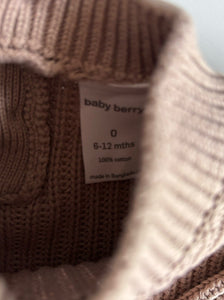 baby berry
0
6-12 mths
100% cotton
made in Bangladesh